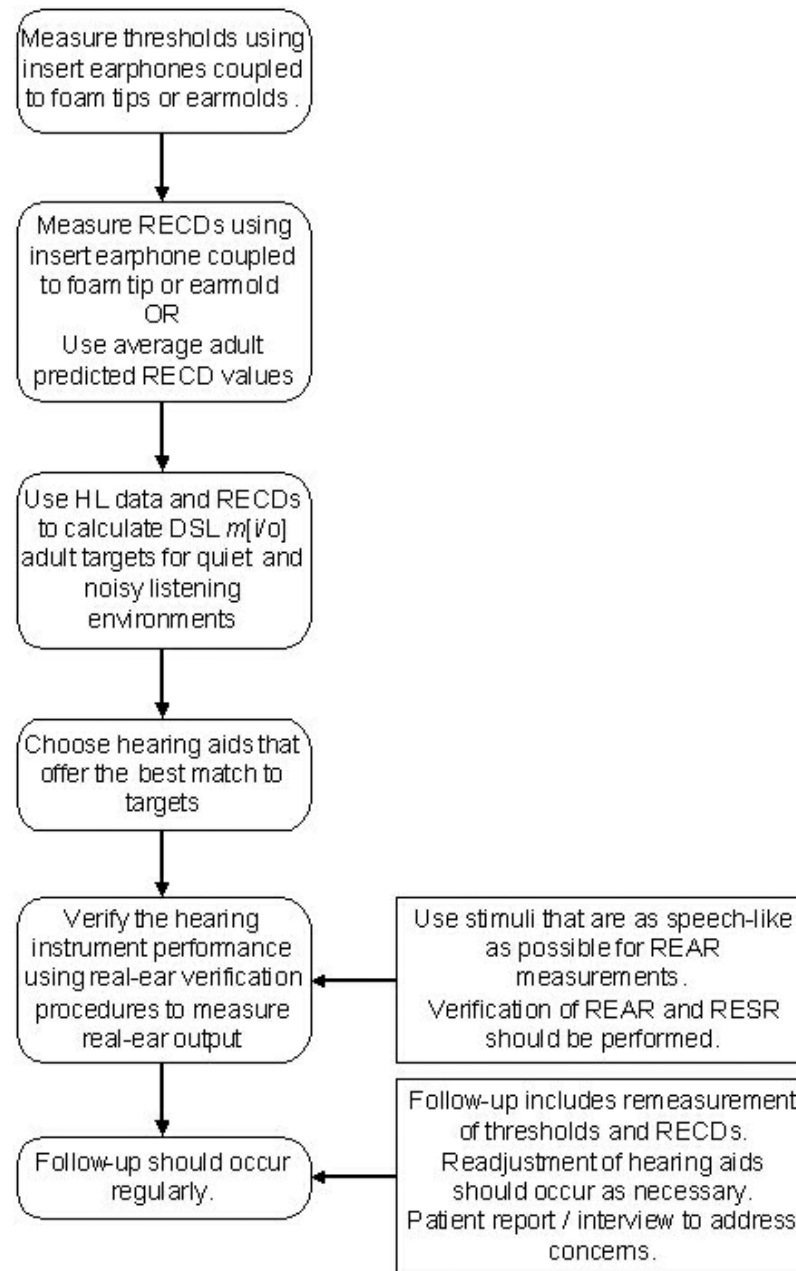 Measure thresholds using
insert earphones coupled
to foam tips or earmolds .
Measure RECDs using
insert earphone coupled
to foam tip or earmold
OR
Use average adult
predicted RECD values
Use HL data and RECDs
to calculate DSL m[i/o]
adult targets for quiet and
noisy listening
environments
Choose hearing aids that
offer the best match to
targets
Verify the hearing
instrument performance
using real-ear verification
procedures to measure
real-ear output
Use stimuli that are as speech-like
as possible for REAR
measurements.
Verification of REAR and RESR
should be performed.
Follow-up should occur
regularly.
Follow-up includes remeasurement
of thresholds and RECDs.
Readjustment of hearing aids
should occur as necessary.
Patient report / interview to address
concerns.